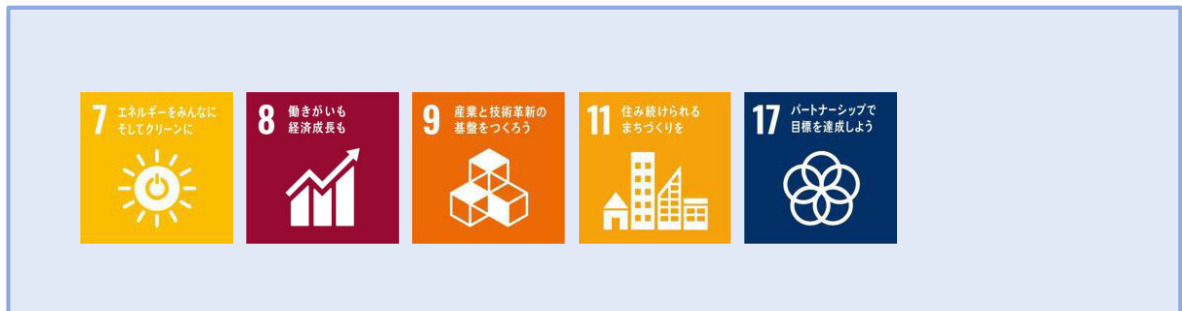 7 エネルギーをみんなに
そしてクリーンに
8 働きがいも
経済成長も
9 産業と技術革新の
基盤をつくろう
11 住み続けられる
まちづくりを
17 パートナーシップで
目標を達成しよう